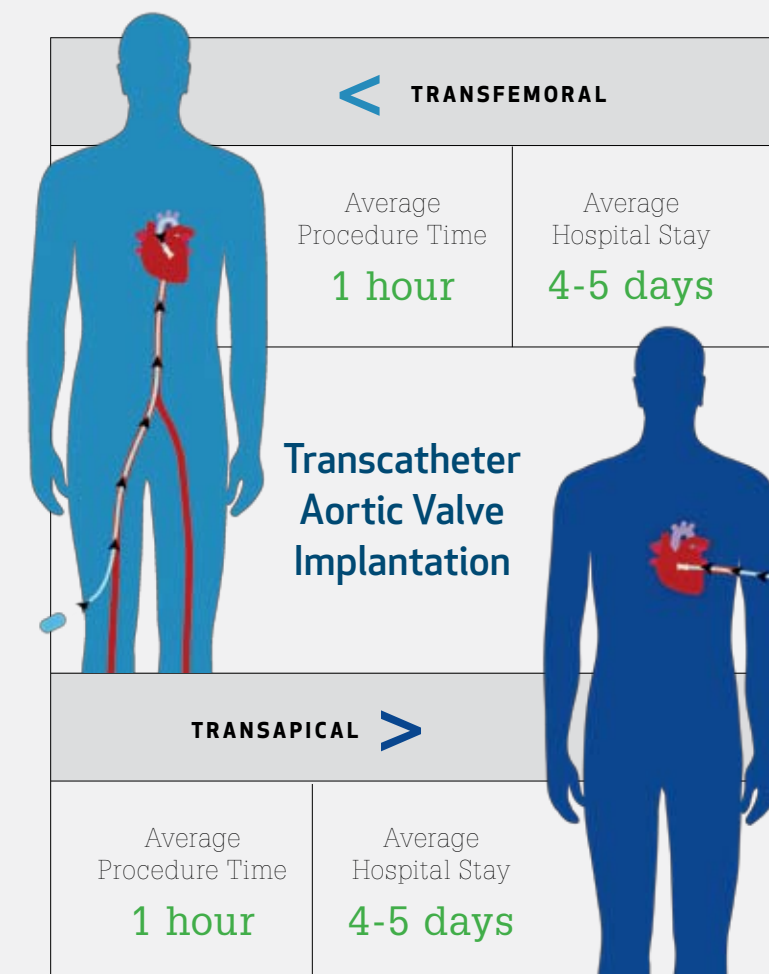 < TRANSFEMORAL
Average
Procedure Time
1 hour
Average
Hospital Stay
4-5 days
Transcatheter
Aortic Valve
Implantation
TRANSAPICAL >
Average
Procedure Time
1 hour
Average
Hospital Stay
4-5 days